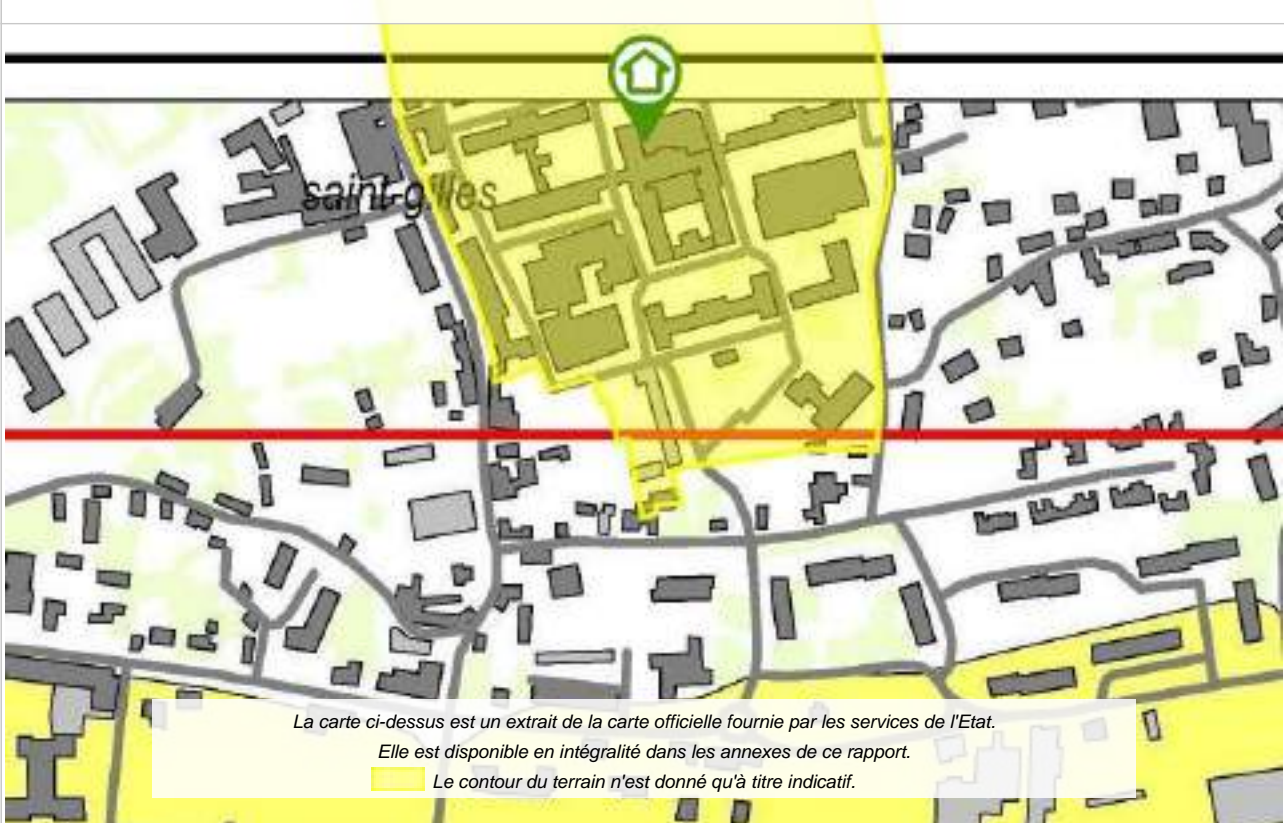 saint-gilles
La carte ci-dessus est un extrait de la carte officielle fournie par les services de l'Etat.
Elle est disponible en intégralité dans les annexes de ce rapport.
Le contour du terrain n'est donné qu'à titre indicatif.